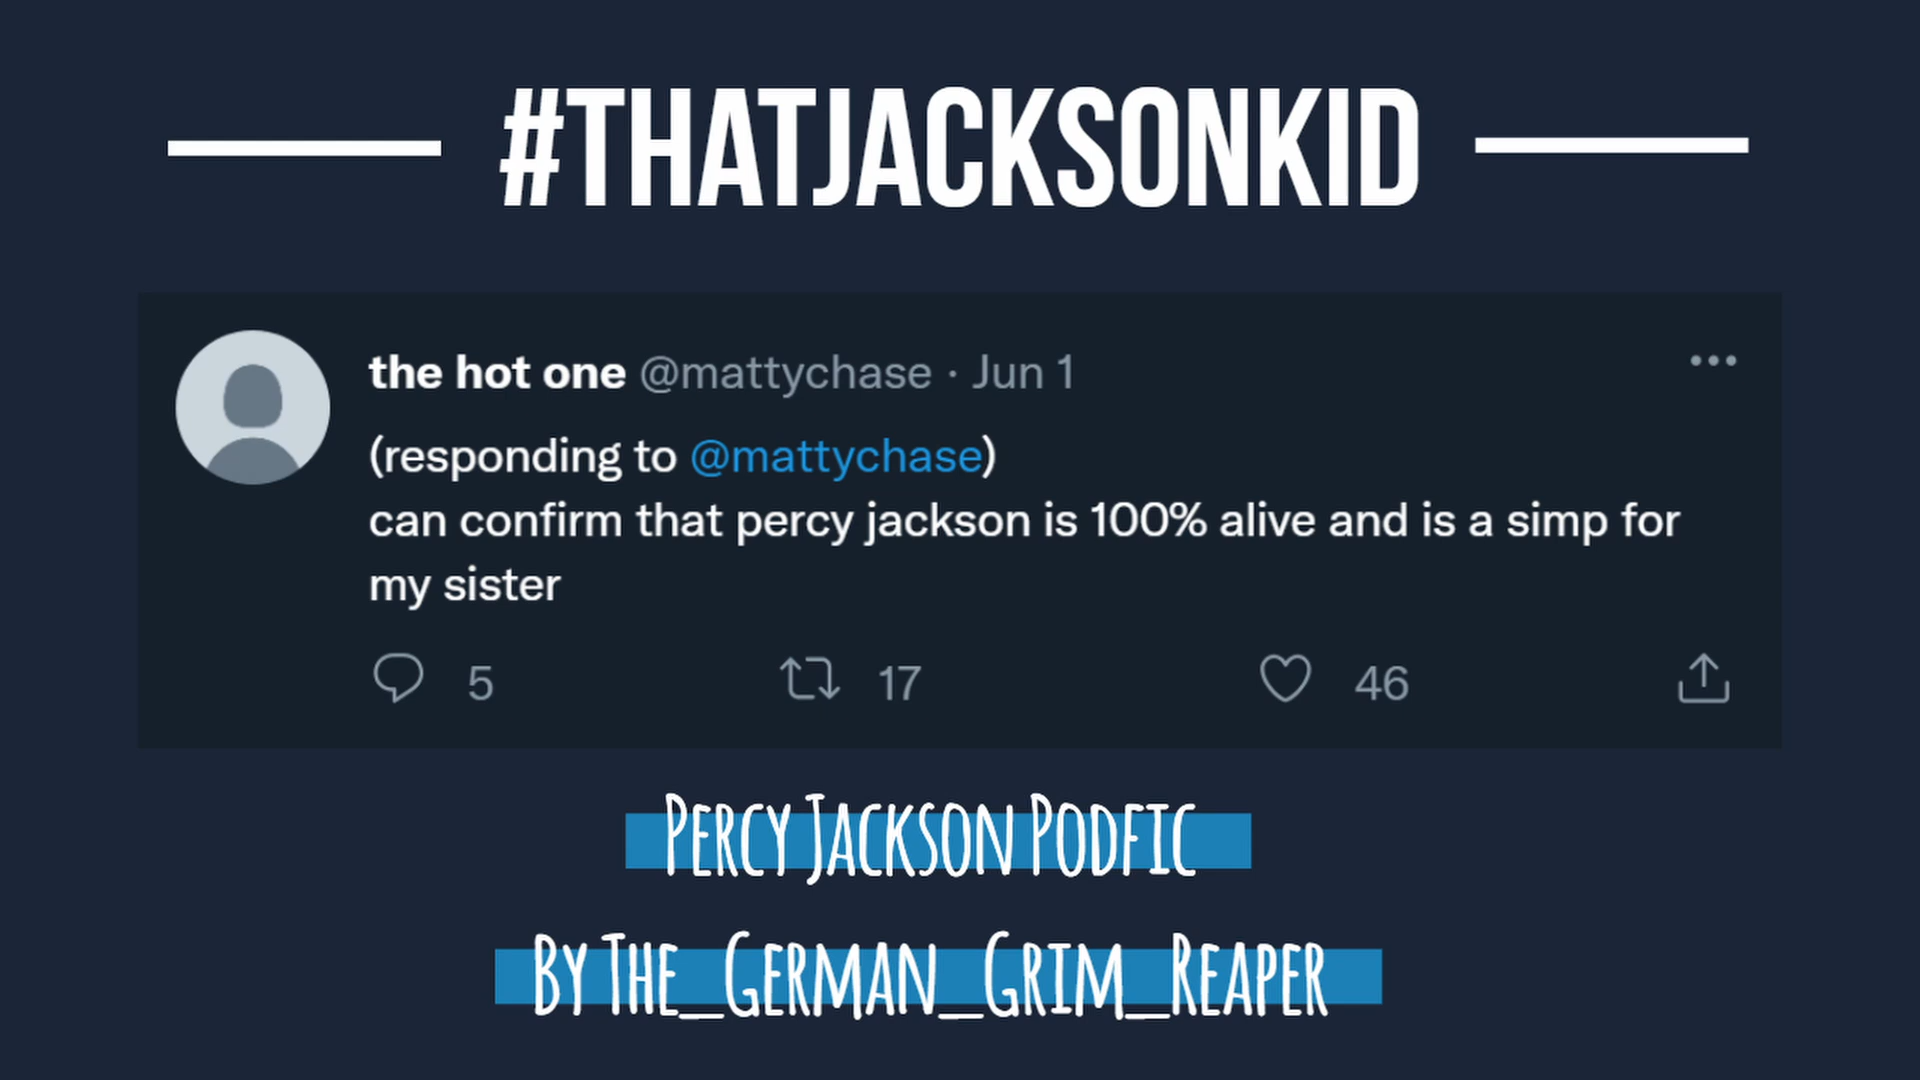 #THATJACKSONKID
the hot one @mattychase · Jun 1
(responding to @mattychase)
can confirm that percy jackson is 100% alive and is a simp for
my sister
5 17 46
Percy Jackson Podfic
By The_German_Grim_Reaper